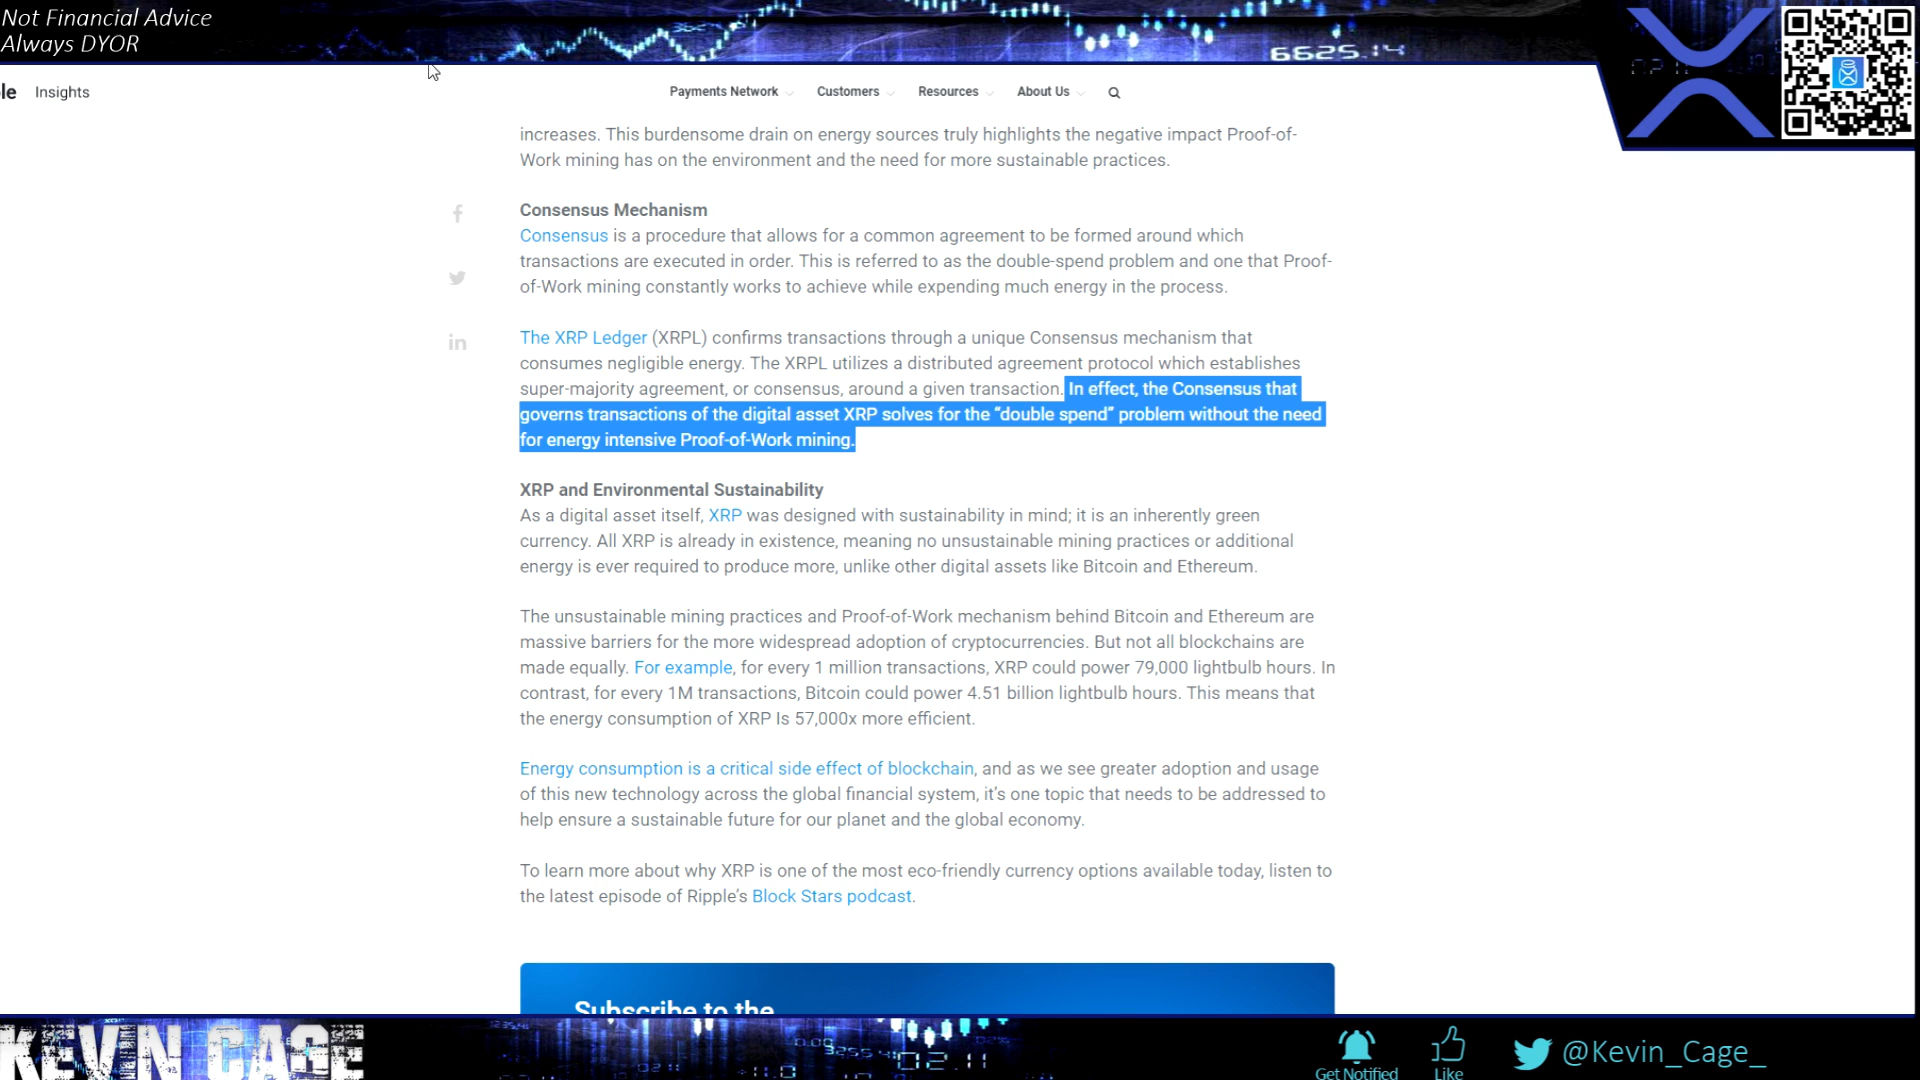 Not Financial Advice
Always DYOR
6625.14
le Insights
Payments Network Customers Resources About Us
increases. This burdensome drain on energy sources truly highlights the negative impact Proof-of-
Work mining has on the environment and the need for more sustainable practices.
Consensus Mechanism
Consensus is a procedure that allows for a common agreement to be formed around which
transactions are executed in order. This is referred to as the double-spend problem and one that Proof-
of-Work mining constantly works to achieve while expending much energy in the process.
The XRP Ledger (XRPL) confirms transactions through a unique Consensus mechanism that
consumes negligible energy. The XRPL utilizes a distributed agreement protocol which establishes
super-majority agreement, or consensus, around a given transaction. In effect, the Consensus that
governs transactions of the digital asset XRP solves for the “double spend” problem without the need
for energy intensive Proof-of-Work mining.
XRP and Environmental Sustainability
As a digital asset itself, XRP was designed with sustainability in mind; it is an inherently green
currency. All XRP is already in existence, meaning no unsustainable mining practices or additional
energy is ever required to produce more, unlike other digital assets like Bitcoin and Ethereum.
The unsustainable mining practices and Proof-of-Work mechanism behind Bitcoin and Ethereum are
massive barriers for the more widespread adoption of cryptocurrencies. But not all blockchains are
made equally. For example, for every 1 million transactions, XRP could power 79,000 lightbulb hours. In
contrast, for every 1M transactions, Bitcoin could power 4.51 billion lightbulb hours. This means that
the energy consumption of XRP Is 57,000x more efficient.
Energy consumption is a critical side effect of blockchain, and as we see greater adoption and usage
of this new technology across the global financial system, it’s one topic that needs to be addressed to
help ensure a sustainable future for our planet and the global economy.
To learn more about why XRP is one of the most eco-friendly currency options available today, listen to
the latest episode of Ripple’s Block Stars podcast.
Subscribe to the
KEVIN CAGE
02.11
Get Notified
Like
@Kevin_Cage_